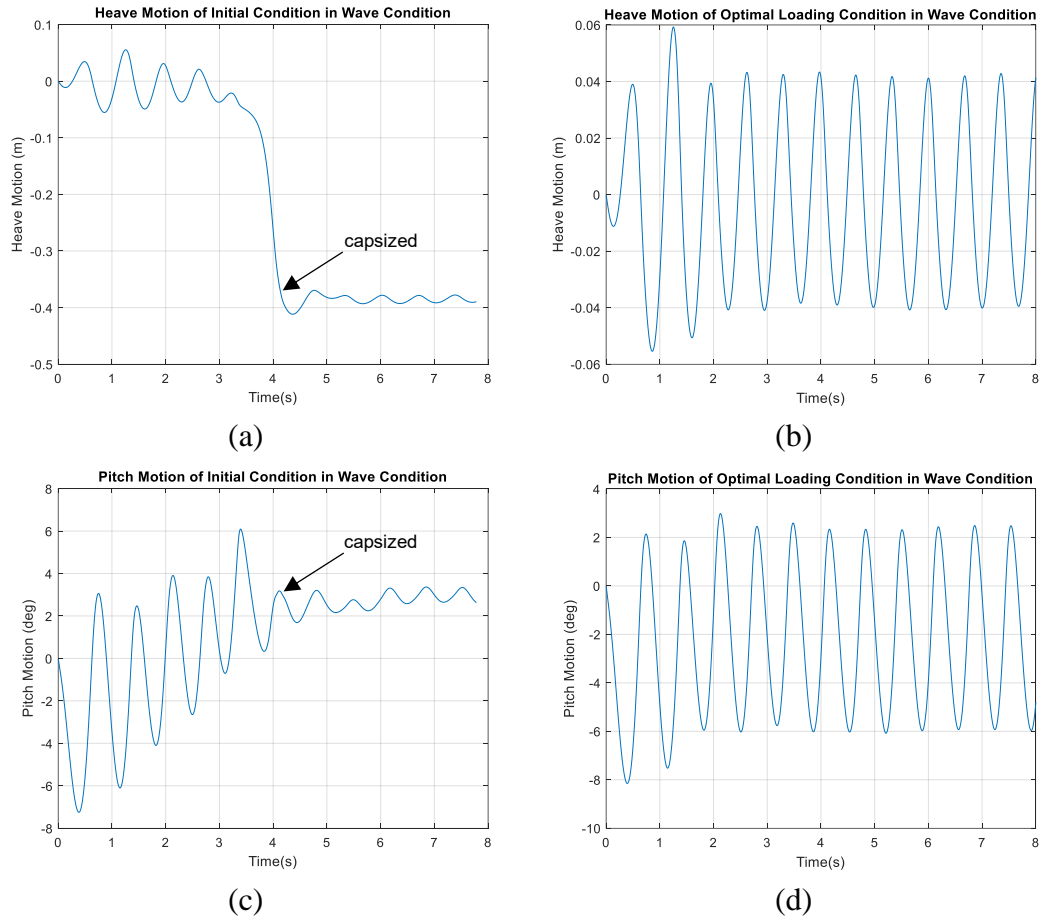 Heave Motion of Initial Condition in Wave Condition
0.1
0
-0.1
-0.2
-0.3
-0.4
-0.5
Heave Motion (m)
capsized
0 1 2 3 4 5 6 7 8
Time(s)
(a)
Heave Motion of Optimal Loading Condition in Wave Condition
0.06
0.04
0.02
0
-0.02
-0.04
-0.06
Heave Motion (m)
0 1 2 3 4 5 6 7 8
Time(s)
(b)
Pitch Motion of Initial Condition in Wave Condition
8
6
4
2
0
-2
-4
-6
-8
Pitch Motion (deg)
capsized
0 1 2 3 4 5 6 7 8
Time(s)
(c)
Pitch Motion of Optimal Loading Condition in Wave Condition
4
2
0
-2
-4
-6
-8
-10
Pitch Motion (deg)
0 1 2 3 4 5 6 7 8
Time(s)
(d)